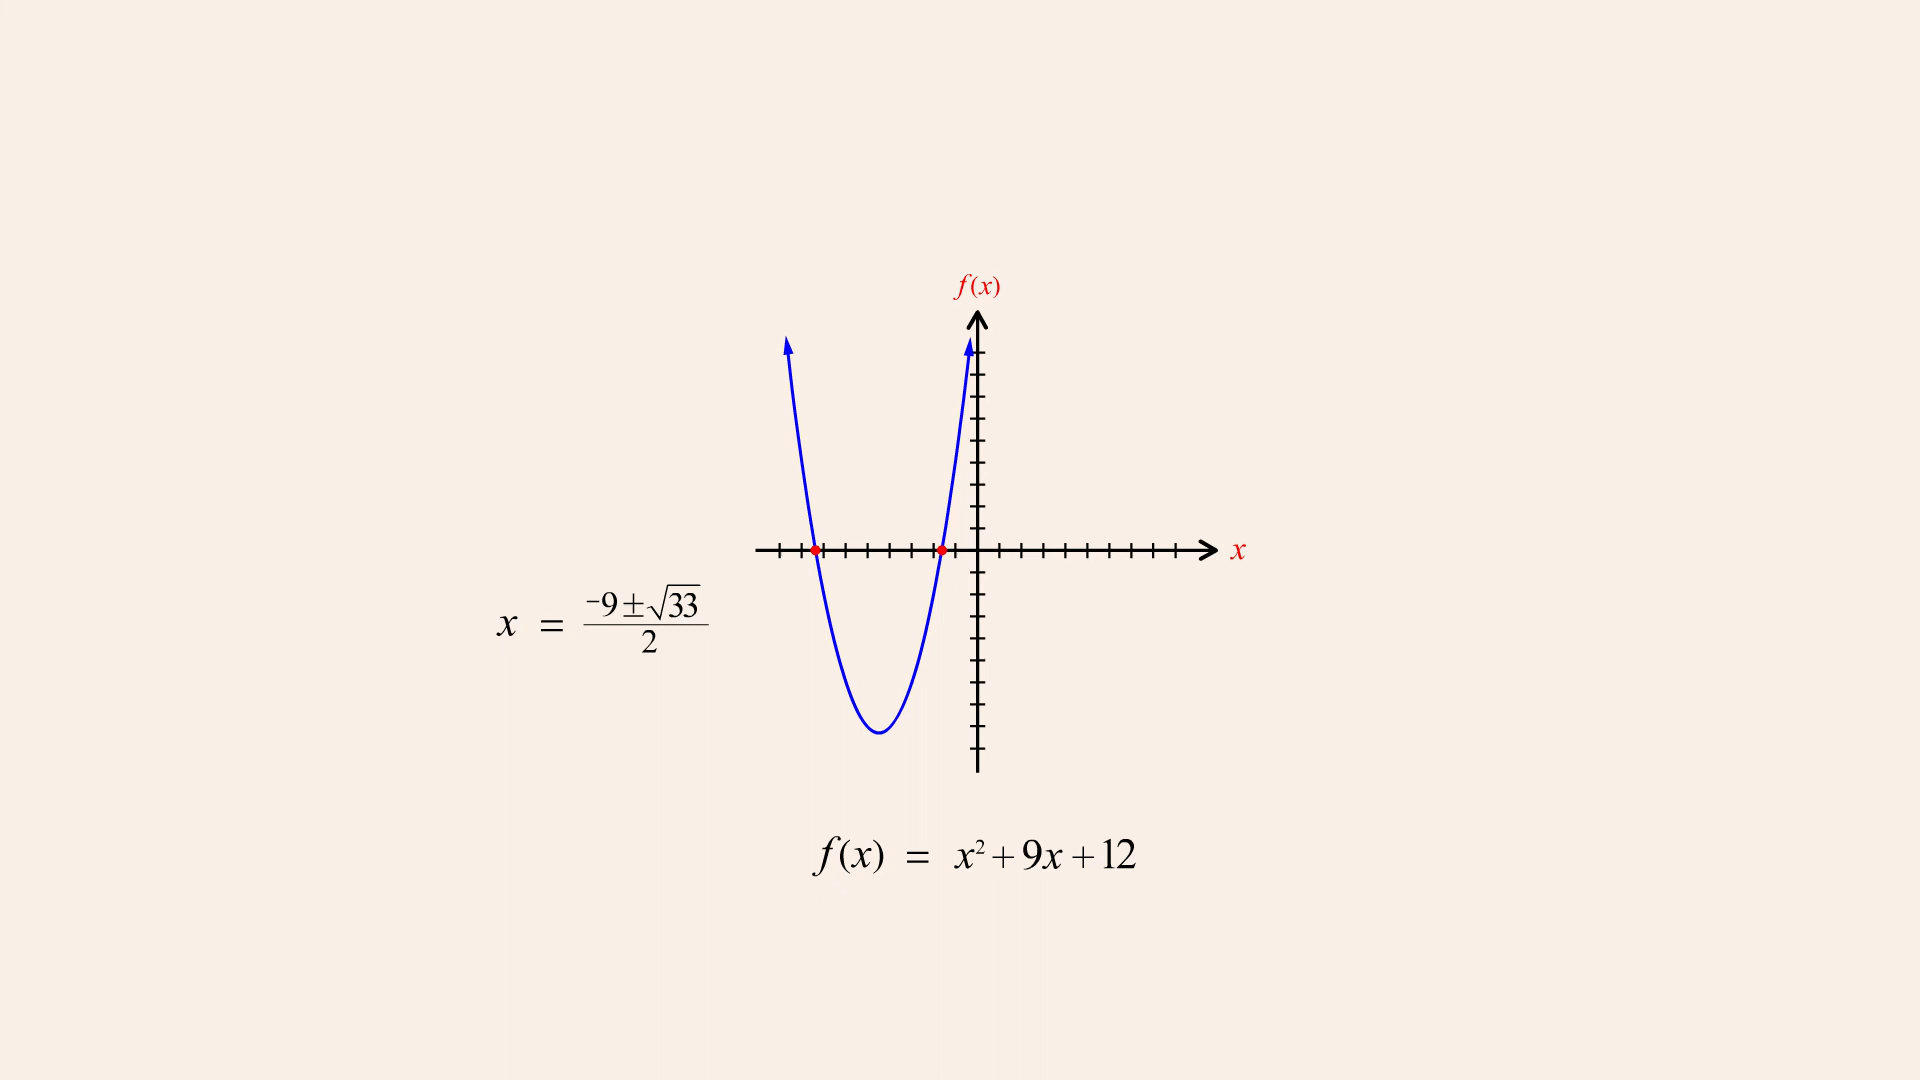 f(x)
x
x = (-9±√33)/2
f(x) = x²+9x+12